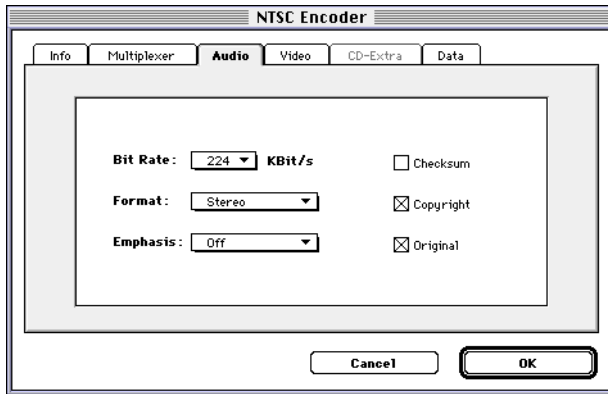 NTSC Encoder
Info Multiplexer Audio Video CD-Extra Data
Bit Rate: 224 KBit/s Checksum
Format: Stereo Copyright
Emphasis: Off Original
Cancel OK